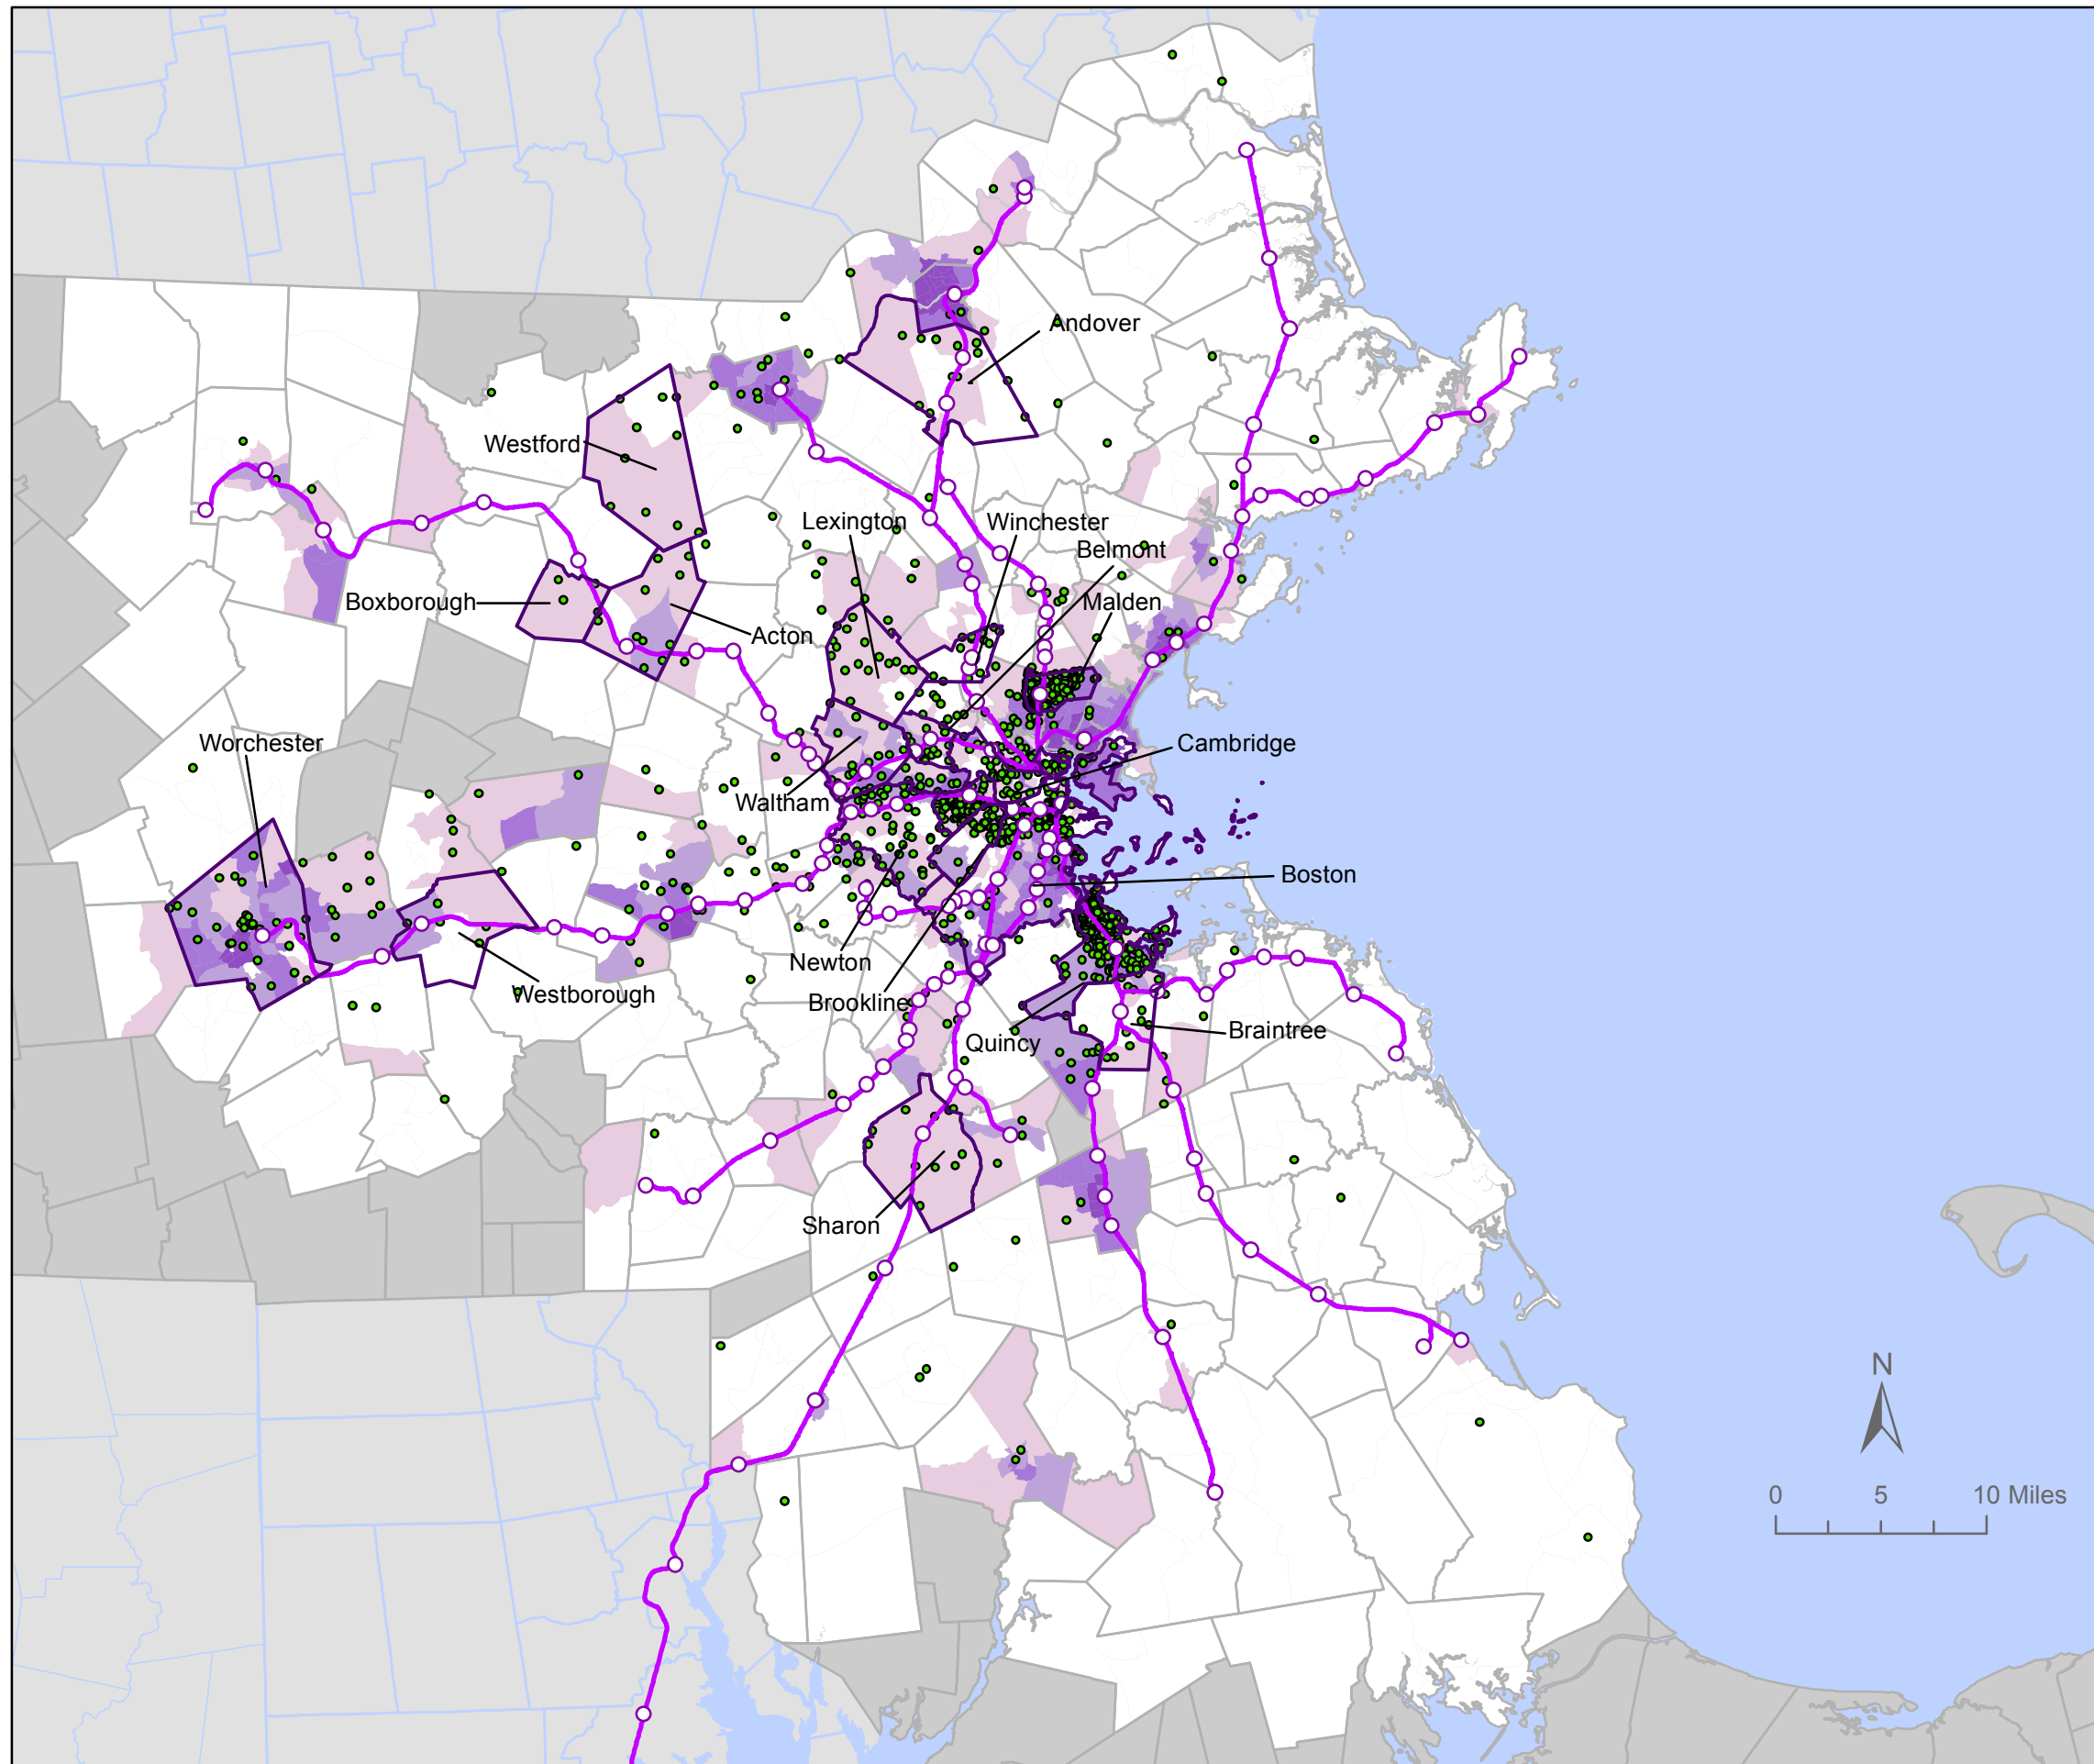 Andover
Westford
Lexington
Winchester
Belmont
Boxborough
Malden
Acton
Worchester
Cambridge
Waltham
Boston
Newton
Westborough
Brookline
Quincy
Braintree
Sharon
N
0 5 10 Miles